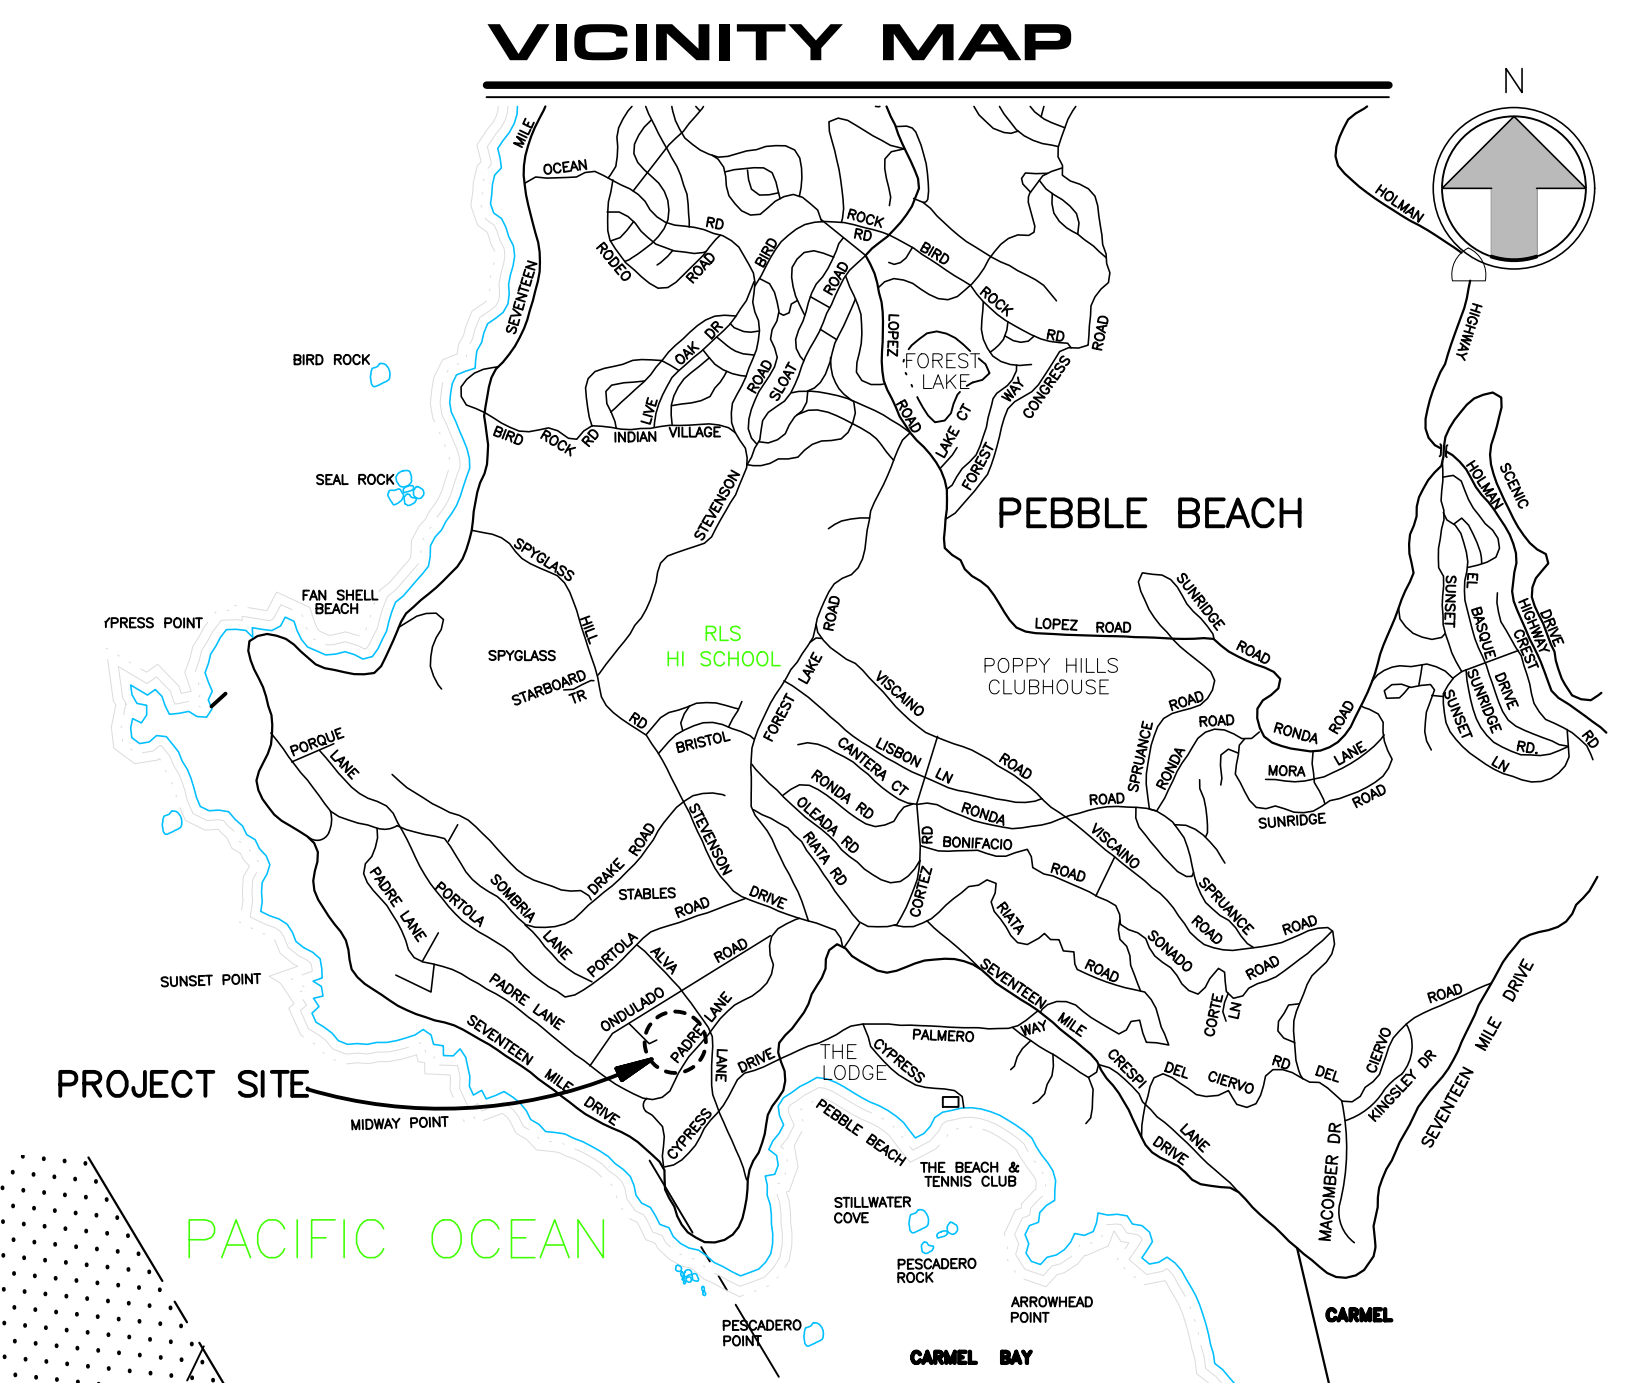 VICINITY MAP
N
MILE
OCEAN
HOLMAN
RD
ROCK
RD
BIRD
BIRD
RODEO
ROAD
ROAD
SEVENTEEN
ROCK
HIGHWAY
LOPEZ
RD
ROAD
OAK DR
BIRD ROCK
FOREST
LAKE
ROAD
SLOAT
WAY
CONGRESS
LIVE
ROAD
LAKE CT
BIRD ROCK RD
INDIAN VILLAGE
FOREST
SEAL ROCK
STEVENSON
PEBBLE BEACH
HOLMAN
SCENIC
SPYGLASS
FAN SHELL
BEACH
YPRESS POINT
HILL
ROAD
RLS
HI SCHOOL
SUNRIDGE
LOPEZ ROAD
ROAD
SUNSET
EL
BASQUE
HIGHWAY
DRIVE
CREST
SPYGLASS
STARBOARD
TR
LAKE
POPPY HILLS
CLUBHOUSE
VISCAINO
ROAD
DRIVE
SUNRIDGE
SUNSET
RD
FOREST
ROAD
RONDA
ROAD
RD.
RD
PORQUE
LANE
BRISTOL
LISBON LN
CANTERA CT
ROAD
SPRUANCE
RONDA
MORA LANE
LN
RONDA RD
OLEADA RD
RIATA RD
RONDA
ROAD
SUNRIDGE
ROAD
STEVENSON
RD
BONIFACIO
VISCAINO
DRAKE ROAD
ROAD
SPRUANCE
PADRE LANE
PORTOLA
SOMBRIA
LANE
STABLES
ROAD
DRIVE
CORTEZ
RIATA
ROAD
ROAD
PORTOLA
ALVA
ROAD
SONADO
ROAD
SUNSET POINT
PADRE LANE
SEVENTEEN
ROAD
CORTE
LN
ROAD
ONDULADO
LANE
SEVENTEEN MILE DRIVE
PADRE
MILE
WAY
PALMERO
CIERVO
LANE
DRIVE
THE
LODGE
CYPRESS
CRESPI
DEL CIERVO RD DEL
KINGSLEY DR
SEVENTEEN MILE DRIVE
PROJECT SITE
MIDWAY POINT
CYPRESS
PEBBLE BEACH
LANE
DRIVE
MACOMBER DR
THE BEACH &
TENNIS CLUB
STILLWATER
COVE
PACIFIC OCEAN
PESCADERO
ROCK
ARROWHEAD
POINT
CARMEL
PESCADERO
POINT
CARMEL BAY